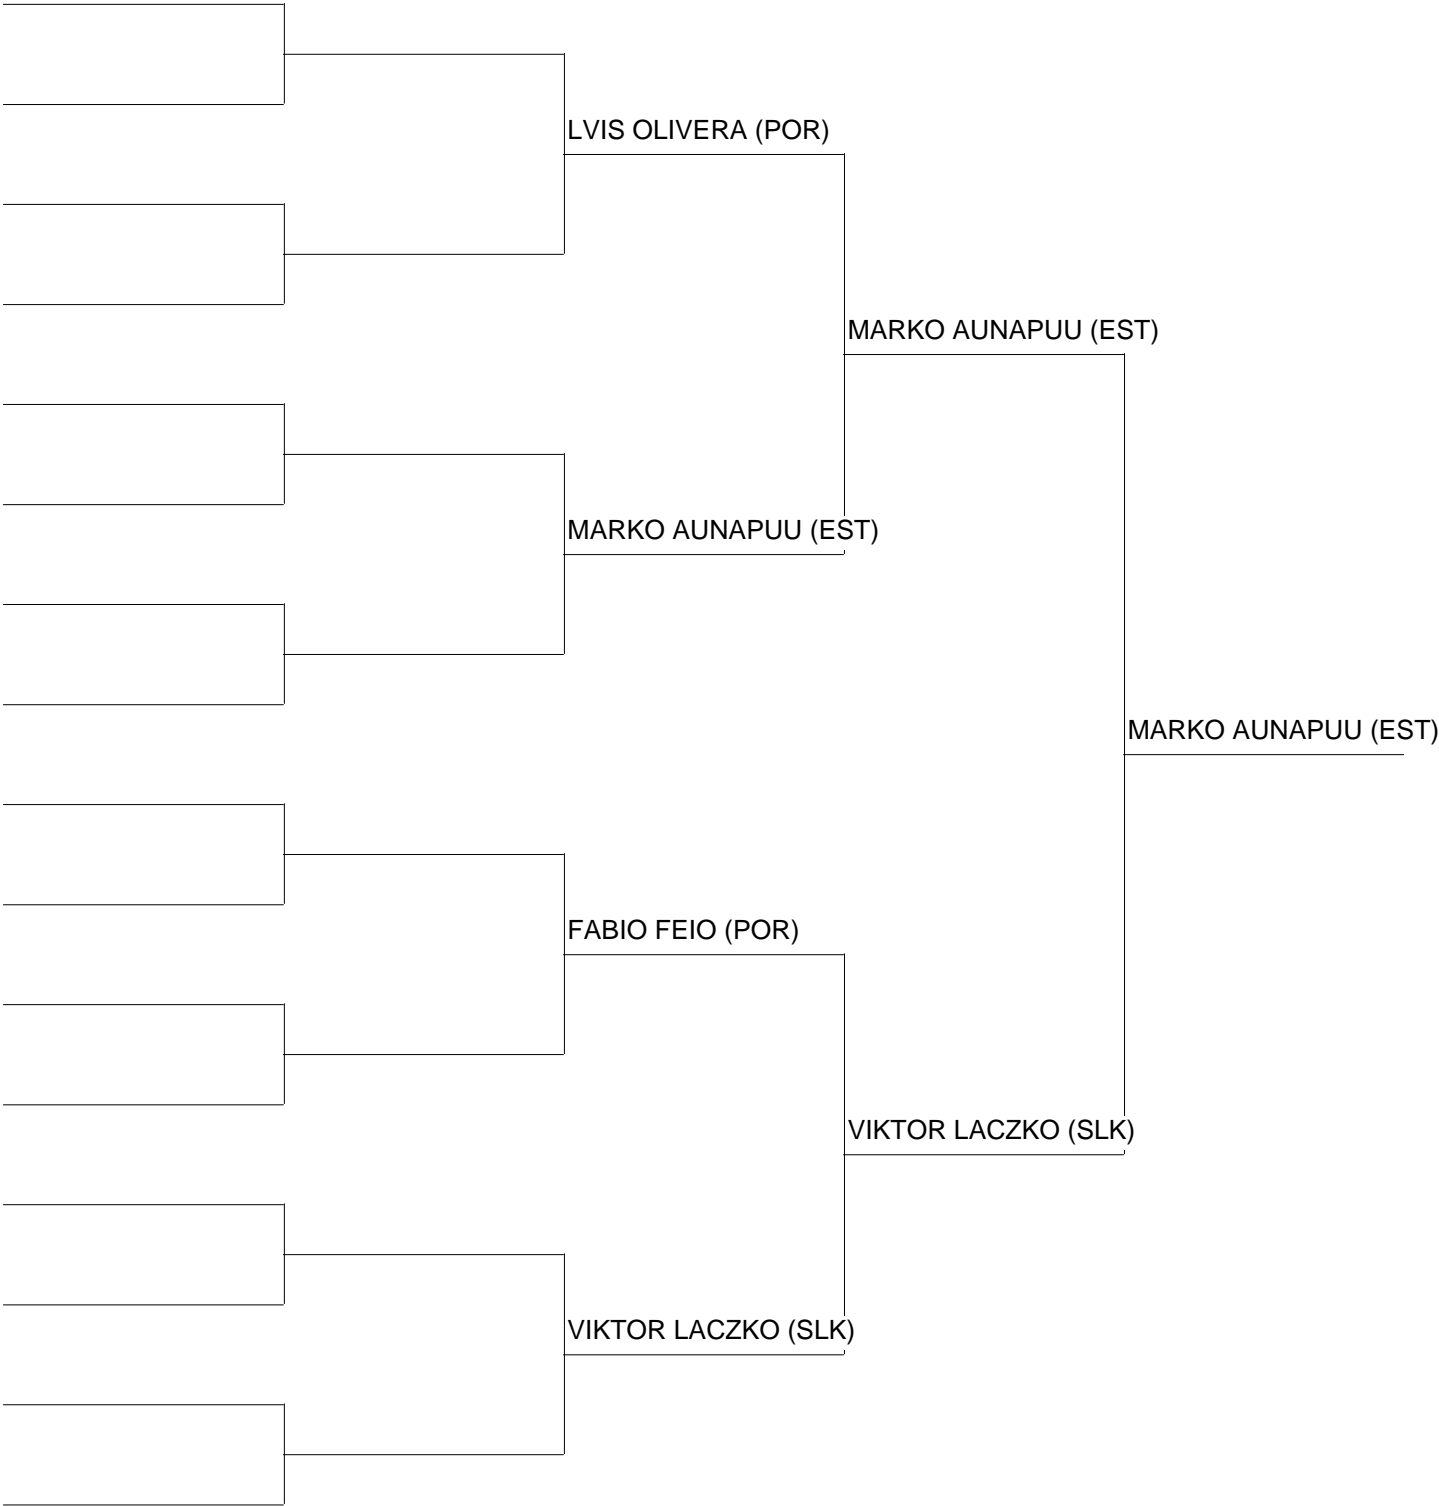 LVIS OLIVERA (POR)
MARKO AUNAPUU (EST)
MARKO AUNAPUU (EST)
MARKO AUNAPUU (EST)
FABIO FEIO (POR)
VIKTOR LACZKO (SLK)
VIKTOR LACZKO (SLK)